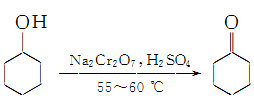 OH
O
Na₂Cr₂O₇,H₂SO₄
55～60 ℃